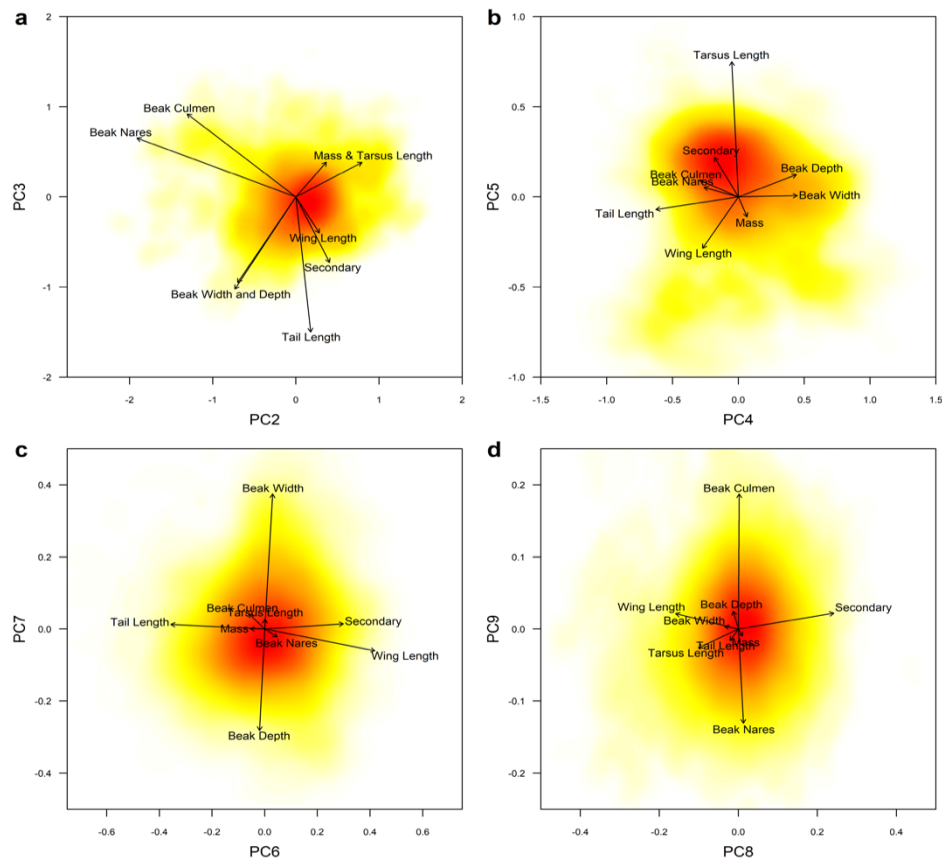 a
2
1
0
-1
-2
PC3
Beak Culmen
Beak Nares
Mass & Tarsus Length
Wing Length
Secondary
Beak Width and Depth
Tail Length
-2
-1
0
1
2
PC2
b
1.0
0.5
0.0
-0.5
-1.0
PC5
Tarsus Length
Secondary
Beak Depth
Beak Culmen
Beak Nares
Beak Width
Tail Length
Mass
Wing Length
-1.5
-1.0
-0.5
0.0
0.5
1.0
1.5
PC4
c
0.4
0.2
0.0
-0.2
-0.4
PC7
Beak Width
Beak Culmen
Tarsus Length
Tail Length
Secondary
Mass
Beak Nares
Wing Length
Beak Depth
-0.6
-0.4
-0.2
0.0
0.2
0.4
0.6
PC6
d
0.2
0.1
0.0
-0.1
-0.2
PC9
Beak Culmen
Wing Length
Beak Depth
Secondary
Beak Width
Mass
Tail Length
Tarsus Length
Beak Nares
-0.4
-0.2
0.0
0.2
0.4
PC8